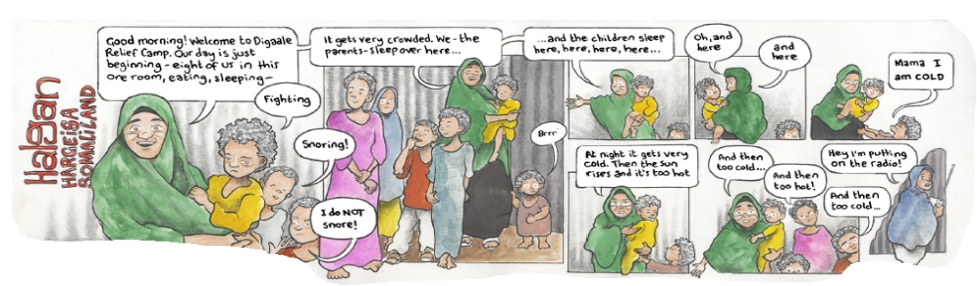 Halgan
HARGEISA
SOMALILAND
Good morning! Welcome to Digaale
Relief Camp. Our day is just
beginning - eight of us in this
one room, eating, sleeping-
Fighting
Snoring!
I do NOT
snore!
It gets very crowded. We - the
parents - sleep over here...
Brrr
...and the children sleep
here, here, here, here...
Oh, and
here
and
here
Mama I
am COLD
At night it gets very
cold. Then the sun
rises and it's too hot
And then
too cold...
And then
too hot!
And then
too cold...
Hey I'm putting
on the radio!